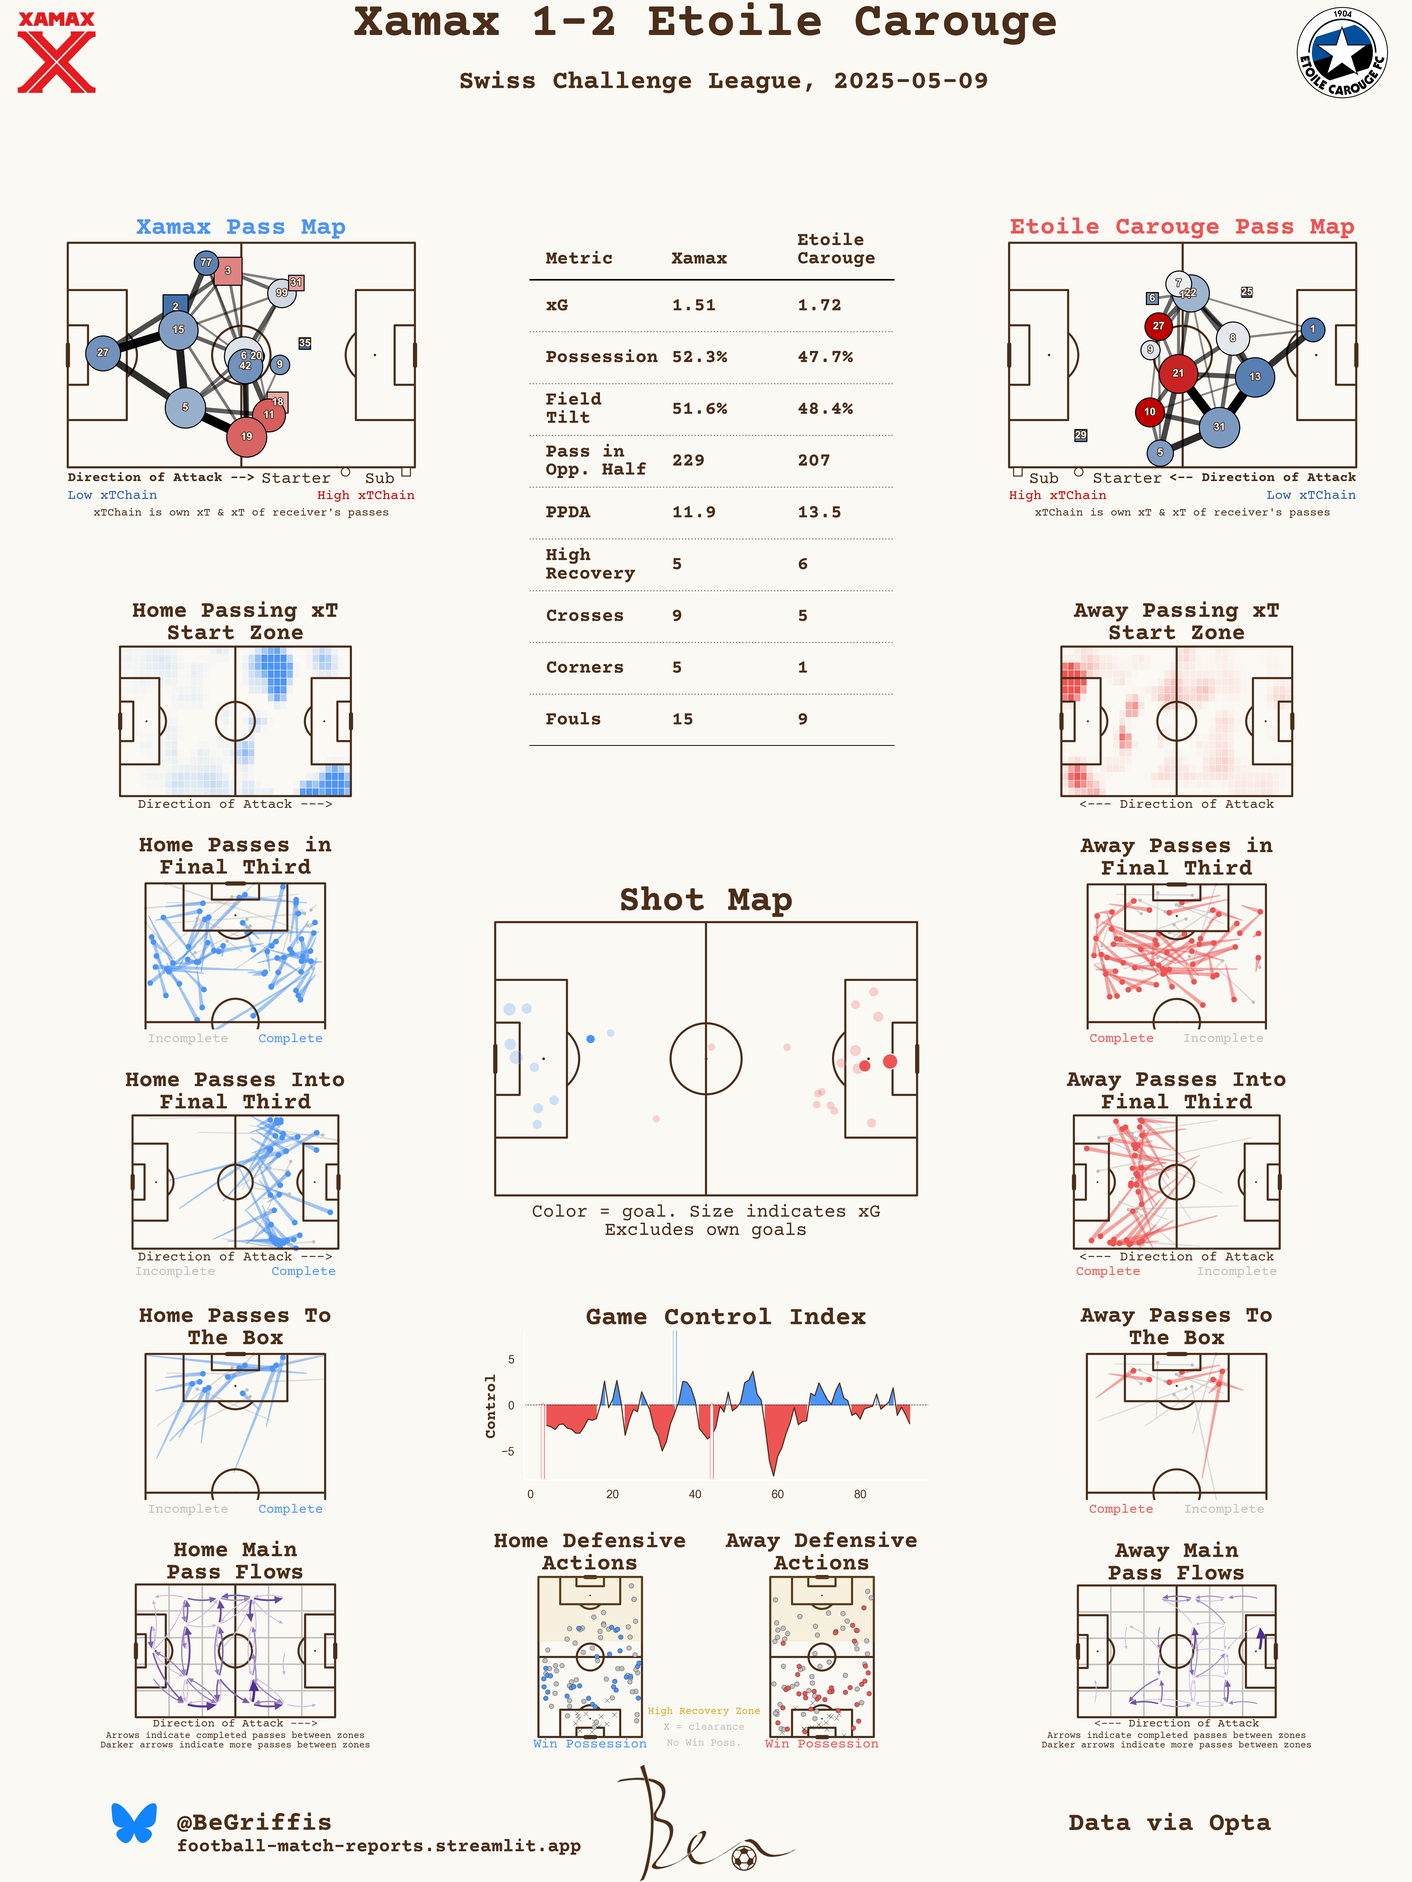 Xamax 1-2 Etoile Carouge
Swiss Challenge League, 2025-05-09
XAMAX
1904
ETOILE CAROUGE FC
Xamax Pass Map
77
3
31
99
2
15
27
6 20
42
35
9
5
18
11
19
Direction of Attack --> Starter Sub
Low xTChain High xTChain
xTChain is own xT & xT of receiver's passes
Metric Xamax Etoile Carouge
xG 1.51 1.72
Possession 52.3% 47.7%
Field Tilt 51.6% 48.4%
Pass in Opp. Half 229 207
PPDA 11.9 13.5
High Recovery 5 6
Crosses 9 5
Corners 5 1
Fouls 15 9
Etoile Carouge Pass Map
7
22
6
25
27
1
8
9
21
13
10
31
29
5
Sub Starter <-- Direction of Attack
High xTChain Low xTChain
xTChain is own xT & xT of receiver's passes
Home Passing xT
Start Zone
Direction of Attack --->
Away Passing xT
Start Zone
<--- Direction of Attack
Home Passes in
Final Third
Incomplete Complete
Away Passes in
Final Third
Complete Incomplete
Shot Map
Color = goal. Size indicates xG
Excludes own goals
Home Passes Into
Final Third
Direction of Attack --->
Incomplete Complete
Away Passes Into
Final Third
<--- Direction of Attack
Complete Incomplete
Home Passes To
The Box
Incomplete Complete
Game Control Index
Control
5
0
−5
0 20 40 60 80
Away Passes To
The Box
Complete Incomplete
Home Main
Pass Flows
Direction of Attack --->
Arrows indicate completed passes between zones
Darker arrows indicate more passes between zones
Home Defensive
Actions
Win Possession
High Recovery Zone
X = clearance
No Win Poss.
Away Defensive
Actions
Win Possession
Away Main
Pass Flows
<--- Direction of Attack
Arrows indicate completed passes between zones
Darker arrows indicate more passes between zones
@BeGriffis
football-match-reports.streamlit.app
Ben
Data via Opta